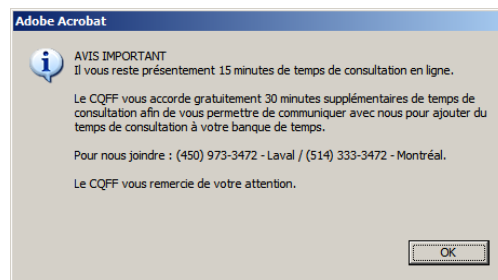 Adobe Acrobat
AVIS IMPORTANT
Il vous reste présentement 15 minutes de temps de consultation en ligne.
Le CQFF vous accorde gratuitement 30 minutes supplémentaires de temps de
consultation afin de vous permettre de communiquer avec nous pour ajouter du
temps de consultation à votre banque de temps.
Pour nous joindre : (450) 973-3472 - Laval / (514) 333-3472 - Montréal.
Le CQFF vous remercie de votre attention.
OK